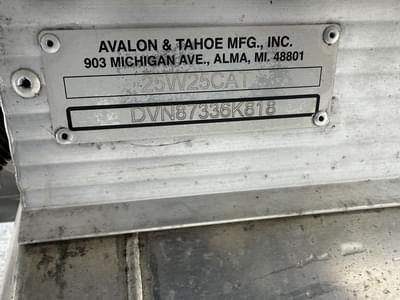 AVALON & TAHOE MFG., INC.
903 MICHIGAN AVE., ALMA, MI. 48801
25W25CAT
DVN87336K818